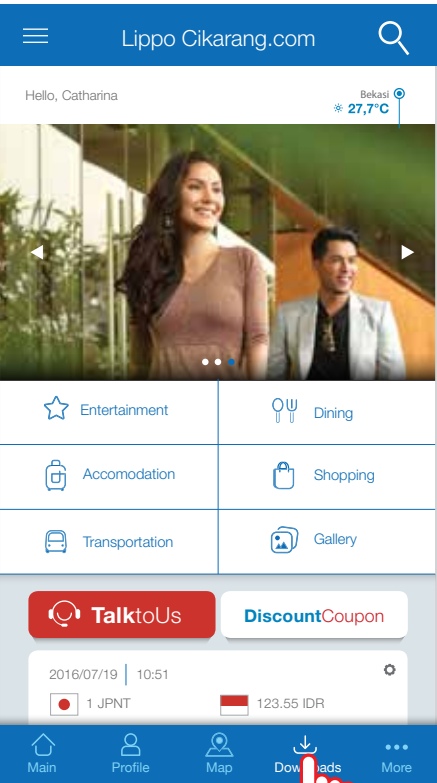 Lippo Cikarang.com
Hello, Catharina
Bekasi
27,7°C
Entertainment
Dining
Accomodation
Shopping
Transportation
Gallery
TalktoUs
DiscountCoupon
2016/07/19 10:51
1 JPNT
123.55 IDR
Main
Profile
Map
More